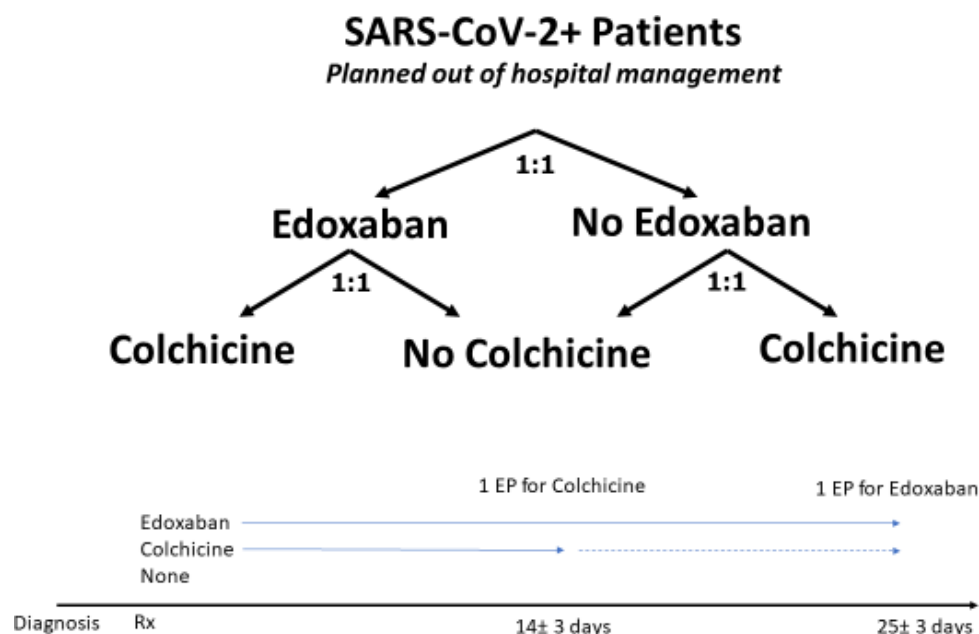 SARS-CoV-2+ Patients
Planned out of hospital management
1:1
Edoxaban No Edoxaban
1:1 1:1
Colchicine No Colchicine Colchicine
1 EP for Colchicine 1 EP for Edoxaban
Edoxaban
Colchicine
None
Diagnosis Rx 14± 3 days 25± 3 days